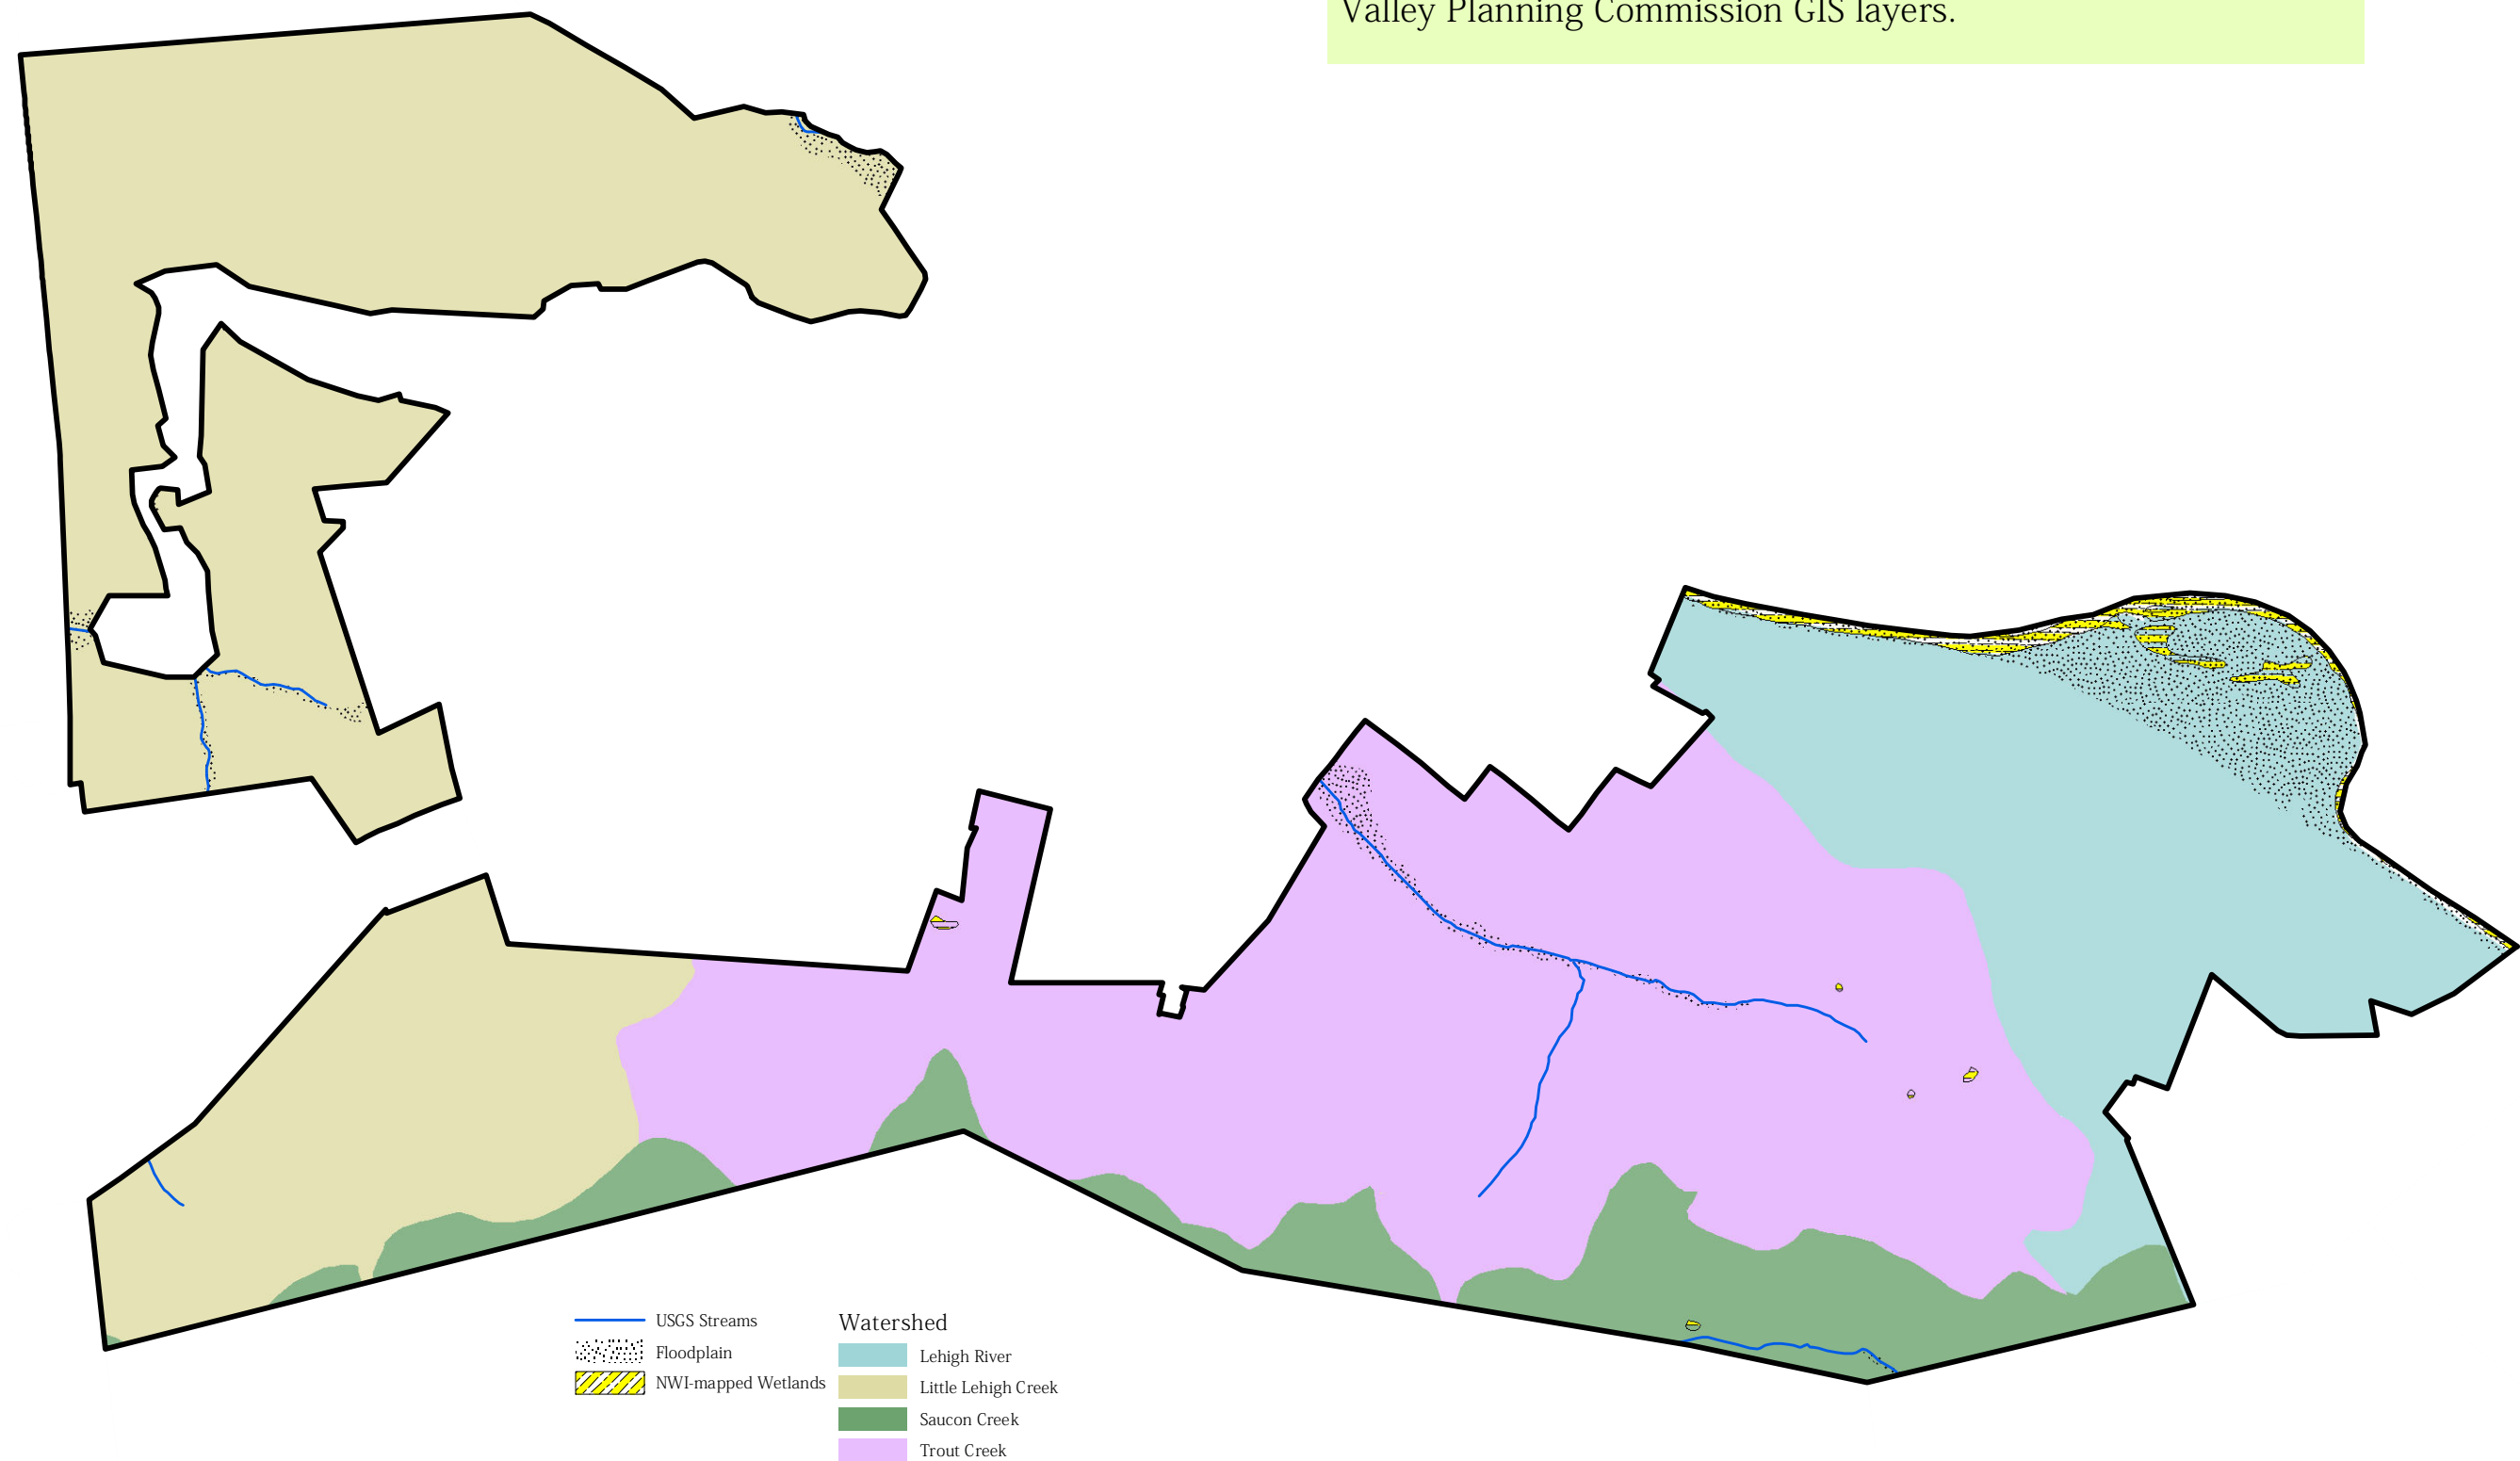 Valley Planning Commission GIS layers.
USGS Streams
Floodplain
NWI-mapped Wetlands
Watershed
Lehigh River
Little Lehigh Creek
Saucon Creek
Trout Creek